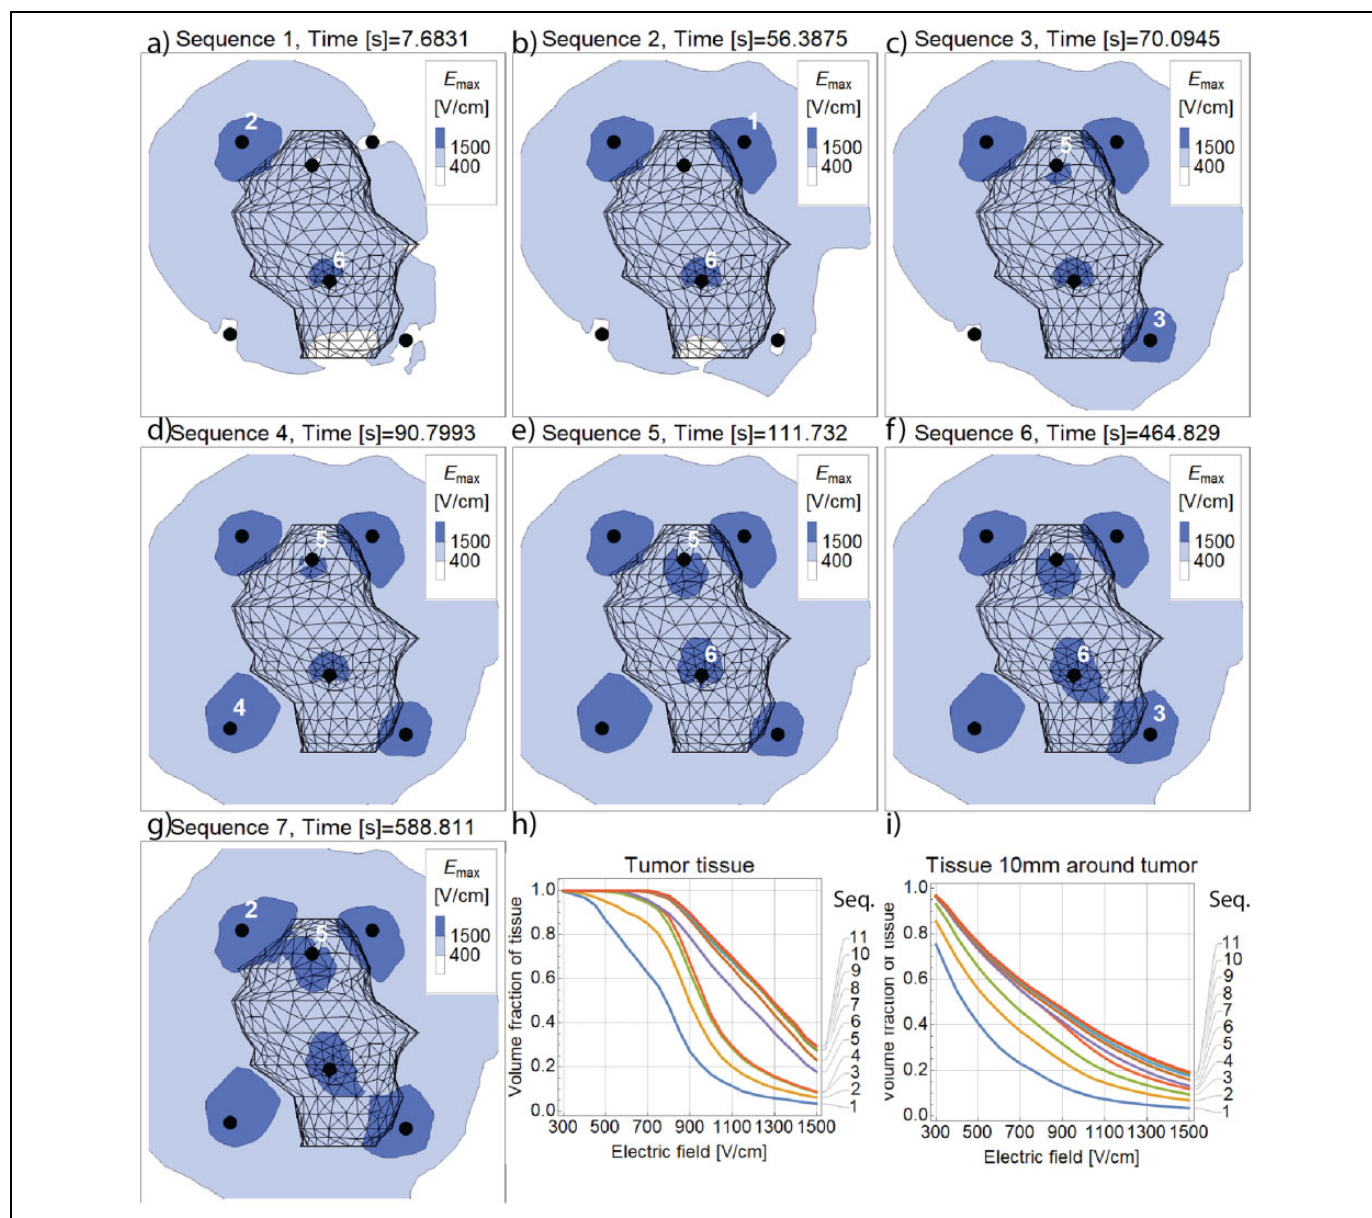 a) Sequence 1, Time [s]=7.6831
E max
[V/cm]
1500
400
2
6
b) Sequence 2, Time [s]=56.3875
E max
[V/cm]
1500
400
1
6
c) Sequence 3, Time [s]=70.0945
E max
[V/cm]
1500
400
5
3
d) Sequence 4, Time [s]=90.7993
E max
[V/cm]
1500
400
5
4
e) Sequence 5, Time [s]=111.732
E max
[V/cm]
1500
400
5
6
f) Sequence 6, Time [s]=464.829
E max
[V/cm]
1500
400
5
6
3
g) Sequence 7, Time [s]=588.811
E max
[V/cm]
1500
400
2
5
h)
Tumor tissue
Volume fraction of tissue
1.0
0.8
0.6
0.4
0.2
0.0
300 500 700 900 1100 1300 1500
Electric field [V/cm]
Seq.
11
10
9
8
7
6
5
4
3
2
1
i)
Tissue 10mm around tumor
Volume fraction of tissue
1.0
0.8
0.6
0.4
0.2
0.0
300 500 700 900 1100 1300 1500
Electric field [V/cm]
Seq.
11
10
9
8
7
6
5
4
3
2
1